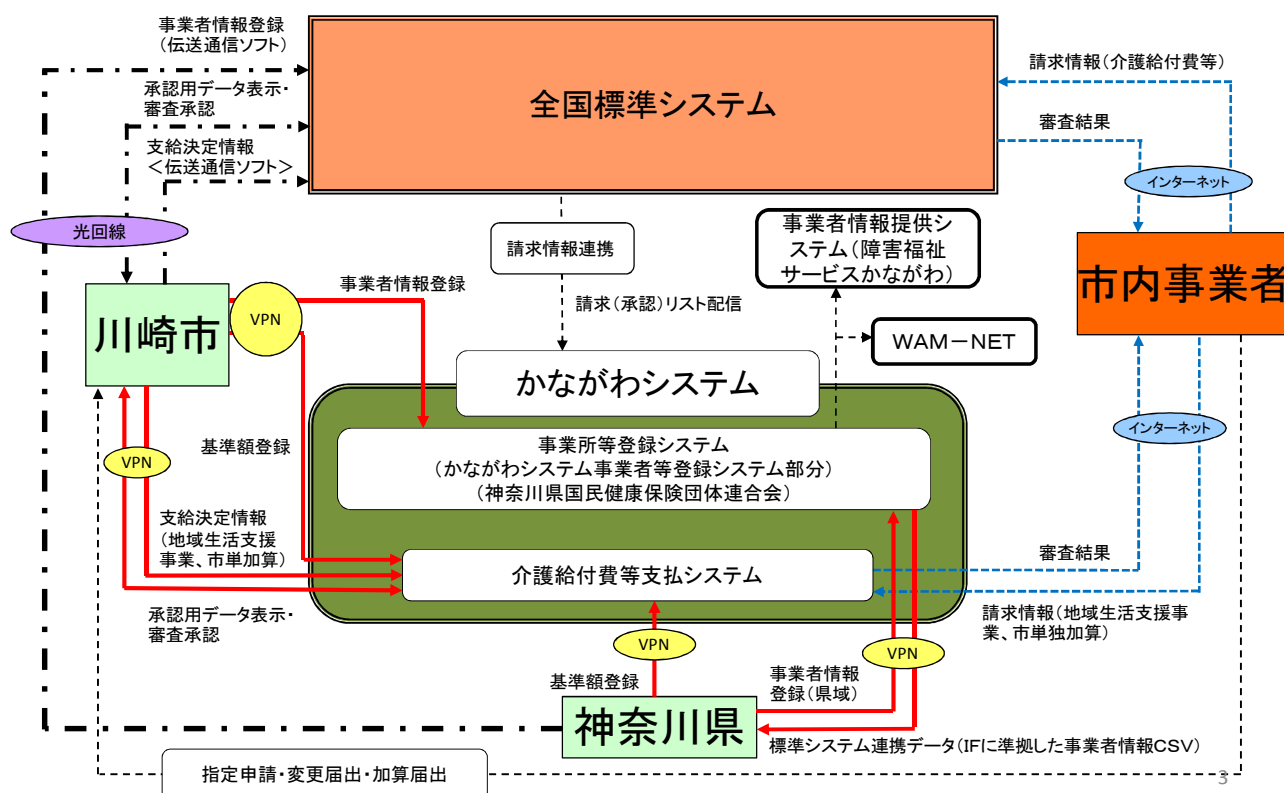 事業者情報登録
(伝送通信ソフト)
承認用データ表示・
審査承認
支給決定情報
<伝送通信ソフト>
光回線
全国標準システム
請求情報(介護給付費等)
審査結果
インターネット
市内事業者
請求情報連携
請求(承認)リスト配信
事業者情報提供シ
ステム(障害福祉
サービスかながわ)
WAM-NET
川崎市
VPN
事業者情報登録
かながわシステム
事業所等登録システム
(かながわシステム事業者等登録システム部分)
(神奈川県国民健康保険団体連合会)
インターネット
VPN
基準額登録
支給決定情報
(地域生活支援
事業、市単加算)
介護給付費等支払システム
審査結果
承認用データ表示・
審査承認
請求情報(地域生活支援事
業、市単独加算)
VPN
VPN
基準額登録
事業者情報
登録(県域)
神奈川県
標準システム連携データ(IFに準拠した事業者情報CSV)
指定申請・変更届出・加算届出
3